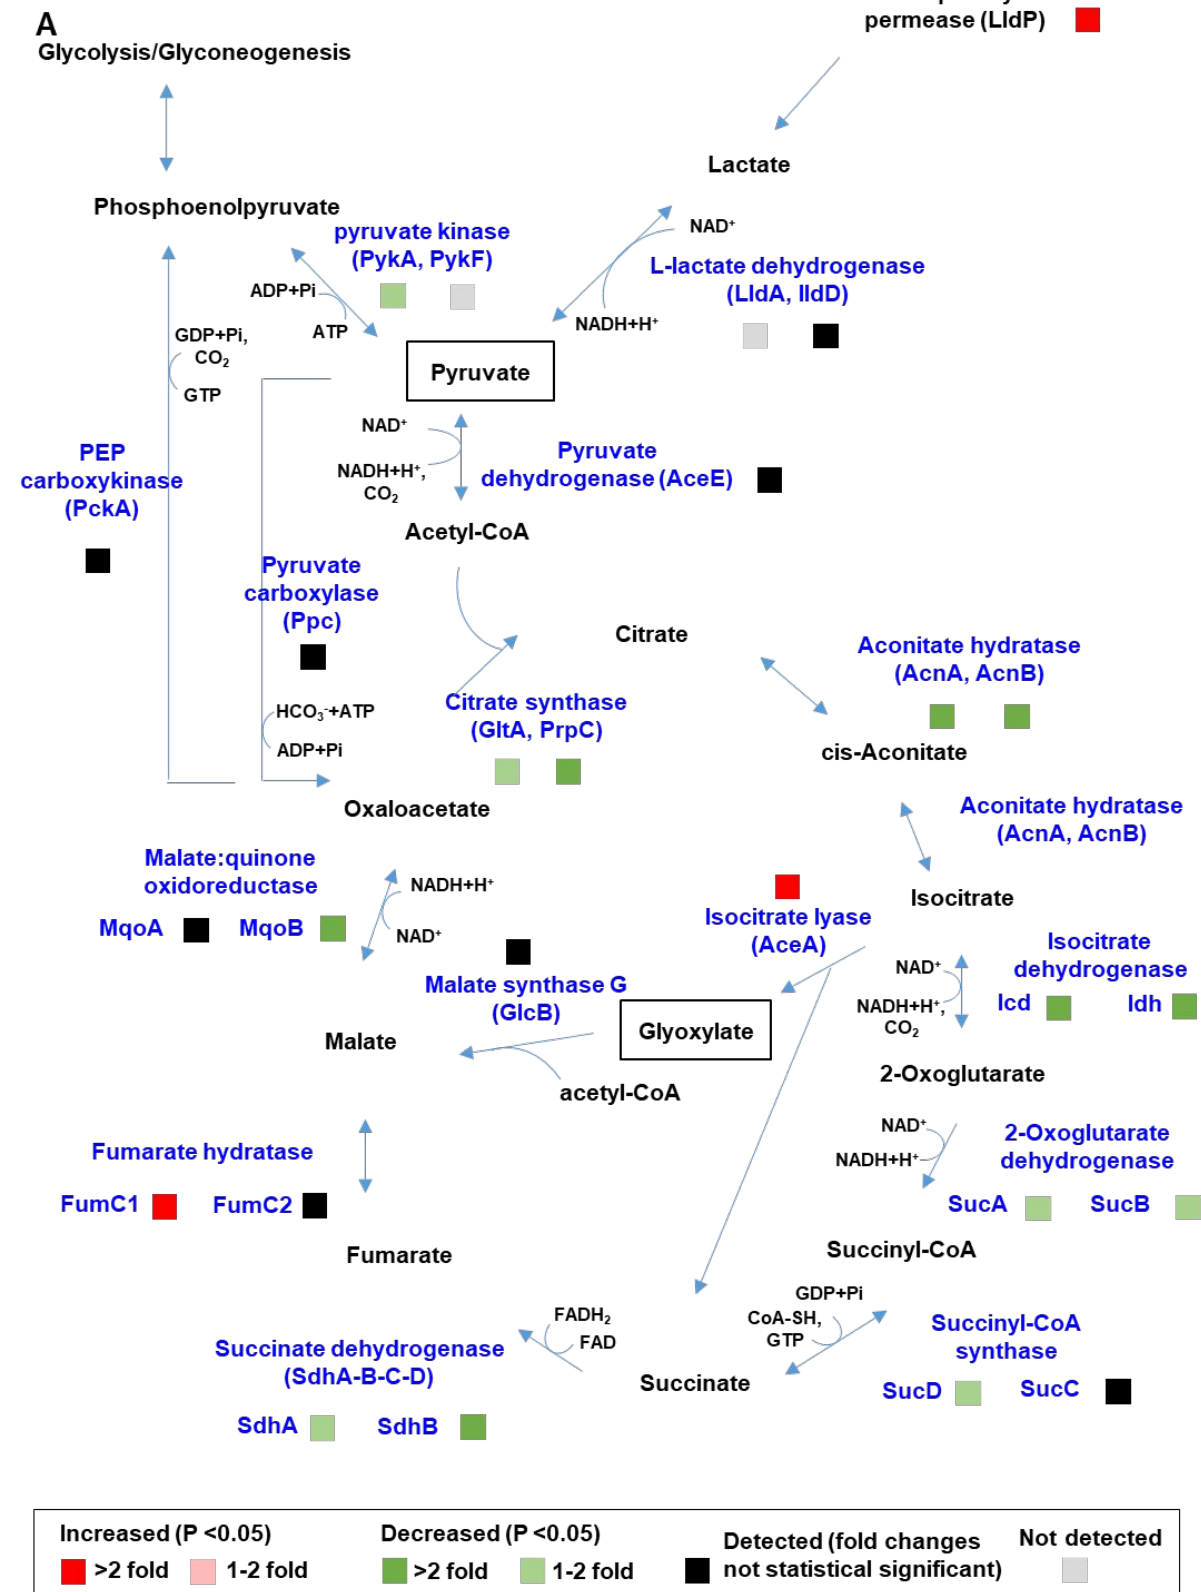 A
permease (LldP)
Glycolysis/Glyconeogenesis
Lactate
Phosphoenolpyruvate
NAD+
pyruvate kinase
(PykA, PykF)
L-lactate dehydrogenase
(LldA, lldD)
ADP+Pi
ATP
NADH+H+
GDP+Pi,
CO2
GTP
Pyruvate
NAD+
NADH+H+,
CO2
Pyruvate
dehydrogenase (AceE)
PEP
carboxykinase
(PckA)
Acetyl-CoA
Pyruvate
carboxylase
(Ppc)
Citrate
Aconitate hydratase
(AcnA, AcnB)
HCO3-+ATP
ADP+Pi
Citrate synthase
(GltA, PrpC)
cis-Aconitate
Oxaloacetate
Aconitate hydratase
(AcnA, AcnB)
Malate:quinone
oxidoreductase
MqoA MqoB
NADH+H+
NAD+
Isocitrate
Isocitrate lyase
(AceA)
Isocitrate
dehydrogenase
Icd Idh
NAD+
NADH+H+,
CO2
Malate synthase G
(GlcB)
Glyoxylate
Malate
acetyl-CoA
2-Oxoglutarate
NAD+
NADH+H+
2-Oxoglutarate
dehydrogenase
SucA SucB
Fumarate hydratase
FumC1 FumC2
Fumarate
Succinyl-CoA
GDP+Pi
CoA-SH,
GTP
FADH2
FAD
Succinyl-CoA
synthase
SucD SucC
Succinate dehydrogenase
(SdhA-B-C-D)
SdhA SdhB
Succinate
Increased (P <0.05)
>2 fold 1-2 fold
Decreased (P <0.05)
>2 fold 1-2 fold
Detected (fold changes
not statistical significant)
Not detected